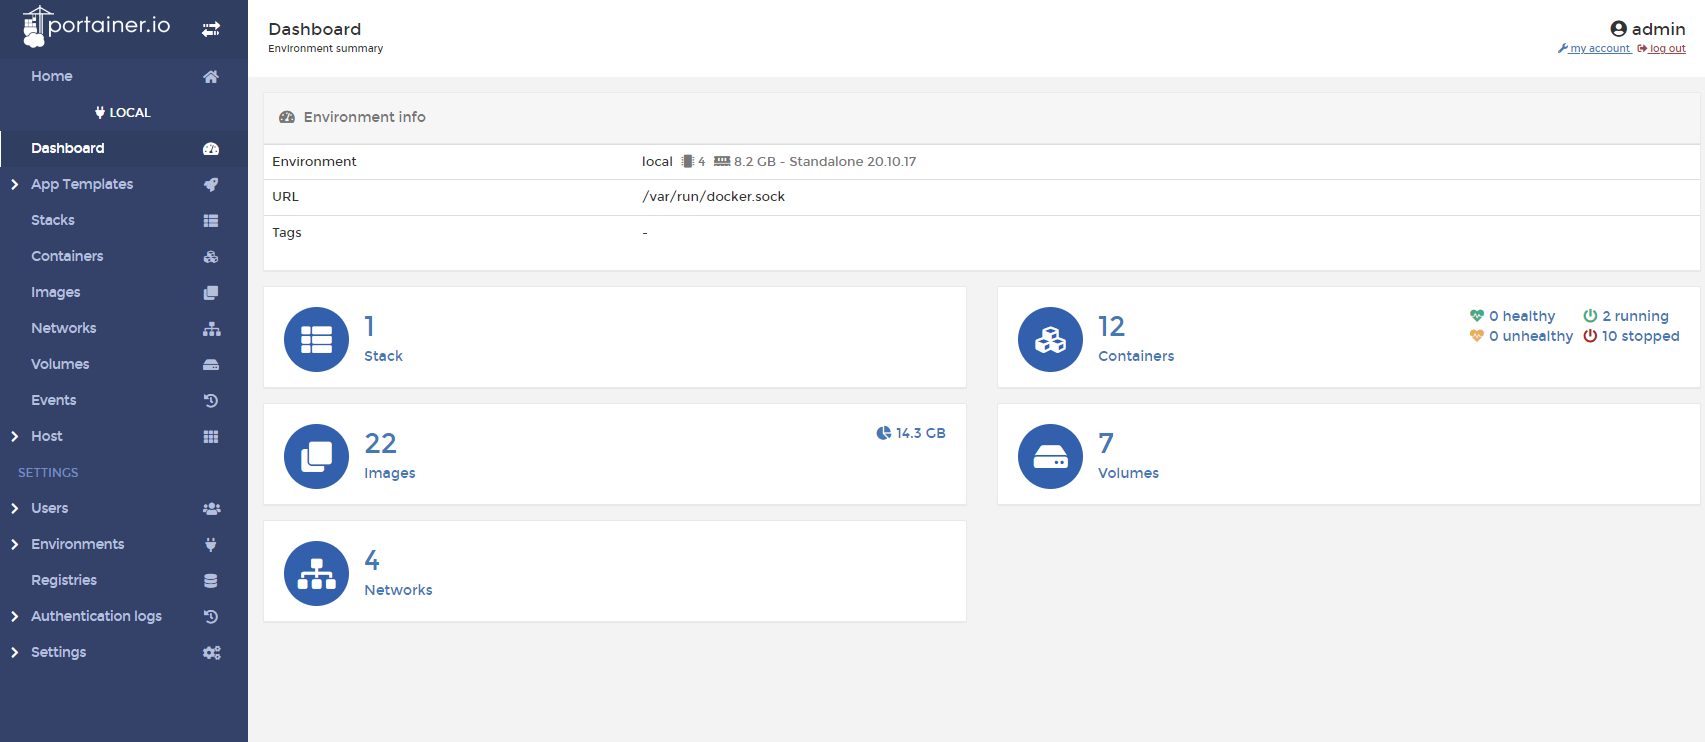 portainer.io
Home
LOCAL
Dashboard
App Templates
Stacks
Containers
Images
Networks
Volumes
Events
Host
SETTINGS
Users
Environments
Registries
Authentication logs
Settings
Dashboard
Environment summary
admin
my account log out
Environment info
Environment local 4 8.2 GB - Standalone 20.10.17
URL /var/run/docker.sock
Tags -
1
Stack
12
Containers
0 healthy 2 running
0 unhealthy 10 stopped
22
Images
14.3 GB
7
Volumes
4
Networks